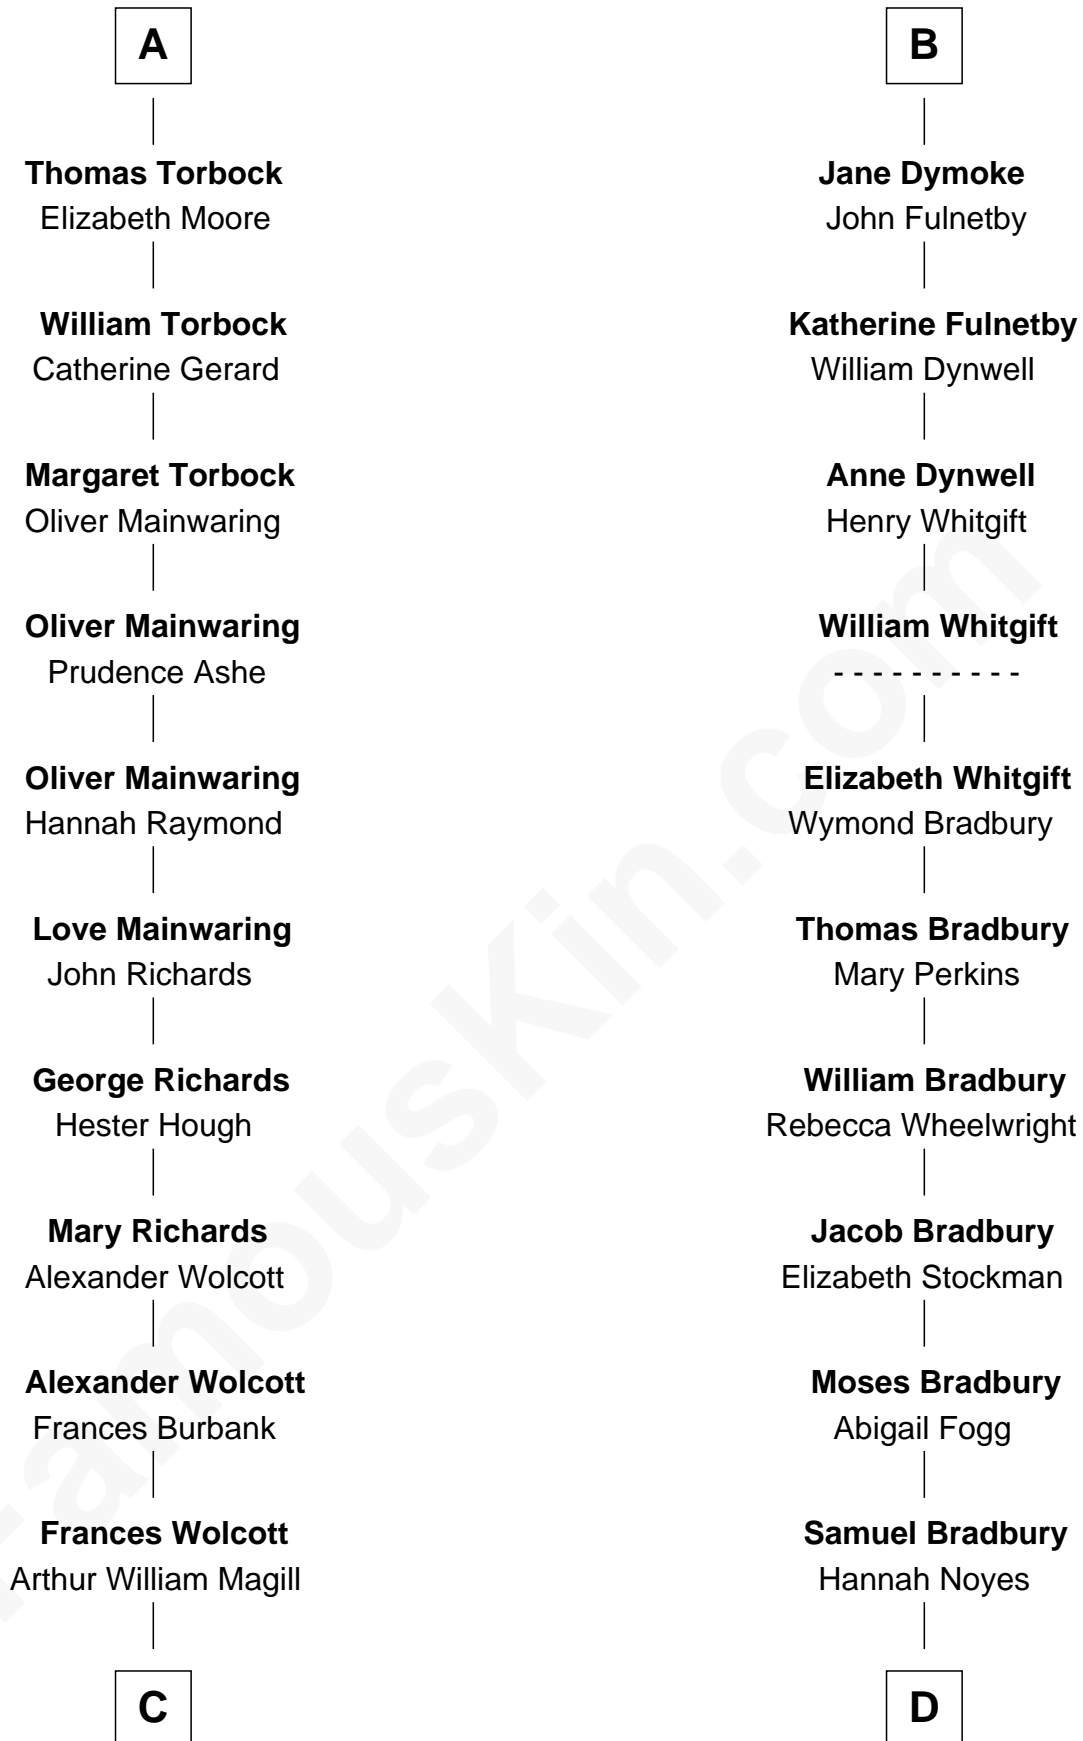 A
Thomas Torbock
Elizabeth Moore
William Torbock
Catherine Gerard
Margaret Torbock
Oliver Mainwaring
Oliver Mainwaring
Prudence Ashe
Oliver Mainwaring
Hannah Raymond
Love Mainwaring
John Richards
George Richards
Hester Hough
Mary Richards
Alexander Wolcott
Alexander Wolcott
Frances Burbank
Frances Wolcott
Arthur William Magill
C
B
Jane Dymoke
John Fulnetby
Katherine Fulnetby
William Dynwell
Anne Dynwell
Henry Whitgift
William Whitgift
- - - - - - - - - -
Elizabeth Whitgift
Wymond Bradbury
Thomas Bradbury
Mary Perkins
William Bradbury
Rebecca Wheelwright
Jacob Bradbury
Elizabeth Stockman
Moses Bradbury
Abigail Fogg
Samuel Bradbury
Hannah Noyes
D
FamousKin.com